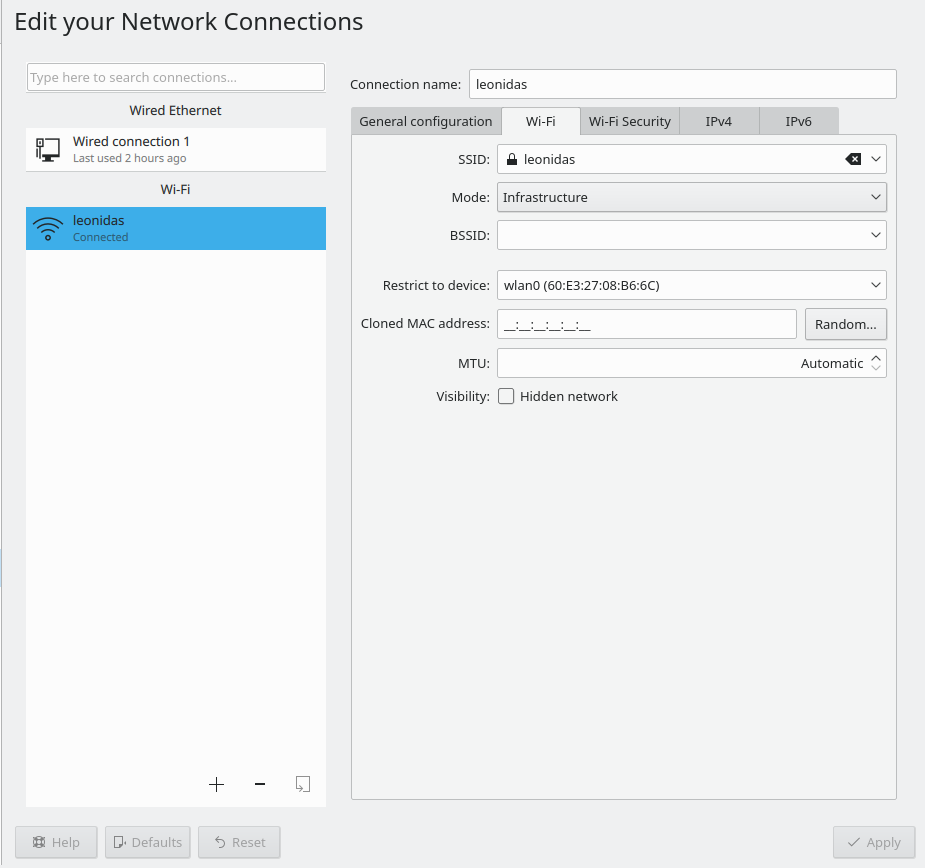 Edit your Network Connections
Type here to search connections...
Wired Ethernet
Wired connection 1
Last used 2 hours ago
Wi-Fi
leonidas
Connected
Connection name: leonidas
General configuration Wi-Fi Wi-Fi Security IPv4 IPv6
SSID: leonidas
Mode: Infrastructure
BSSID:
Restrict to device: wlan0 (60:E3:27:08:B6:6C)
Cloned MAC address: __:__:__:__:__:__ Random...
MTU: Automatic
Visibility: Hidden network
Help Defaults Reset Apply